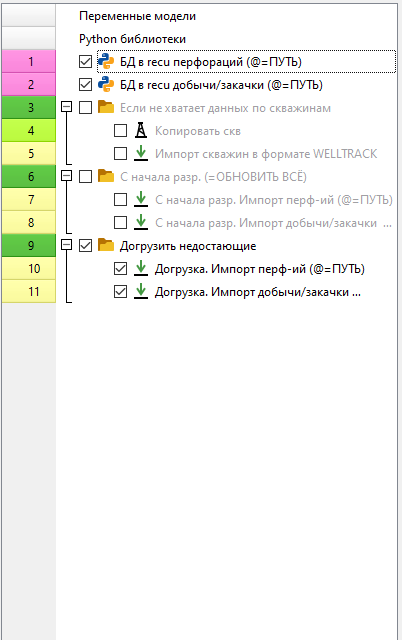 Переменные модели
Python библиотеки
1 БД в recu перфораций (@=ПУТЬ)
2 БД в recu добычи/закачки (@=ПУТЬ)
3 Если не хватает данных по скважинам
4 Копировать скв
5 Импорт скважин в формате WELLTRACK
6 С начала разр. (=ОБНОВИТЬ ВСЁ)
7 С начала разр. Импорт перф-ий (@=ПУТЬ)
8 С начала разр. Импорт добычи/закачки ...
9 Догрузить недостающие
10 Догрузка. Импорт перф-ий (@=ПУТЬ)
11 Догрузка. Импорт добычи/закачки ...